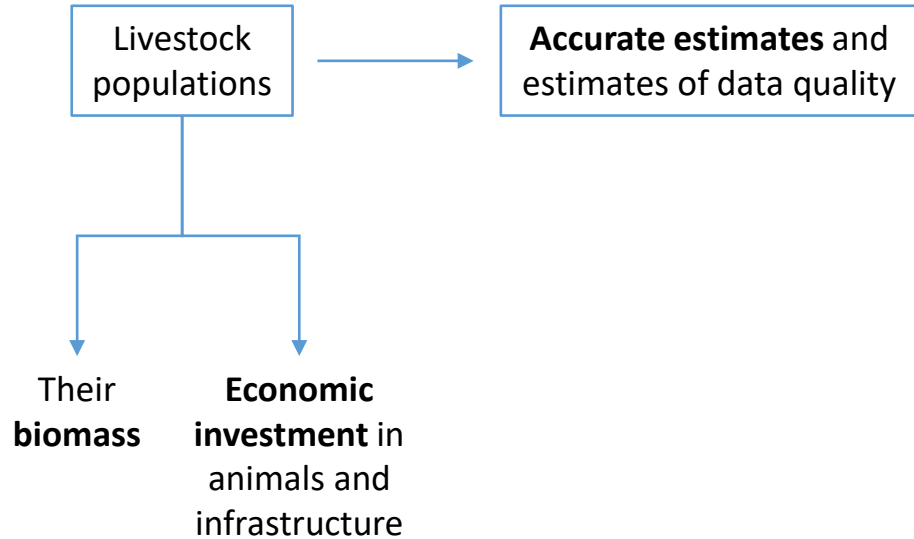 Livestock
populations
Accurate estimates and
estimates of data quality
Their
biomass
Economic
investment in
animals and
infrastructure